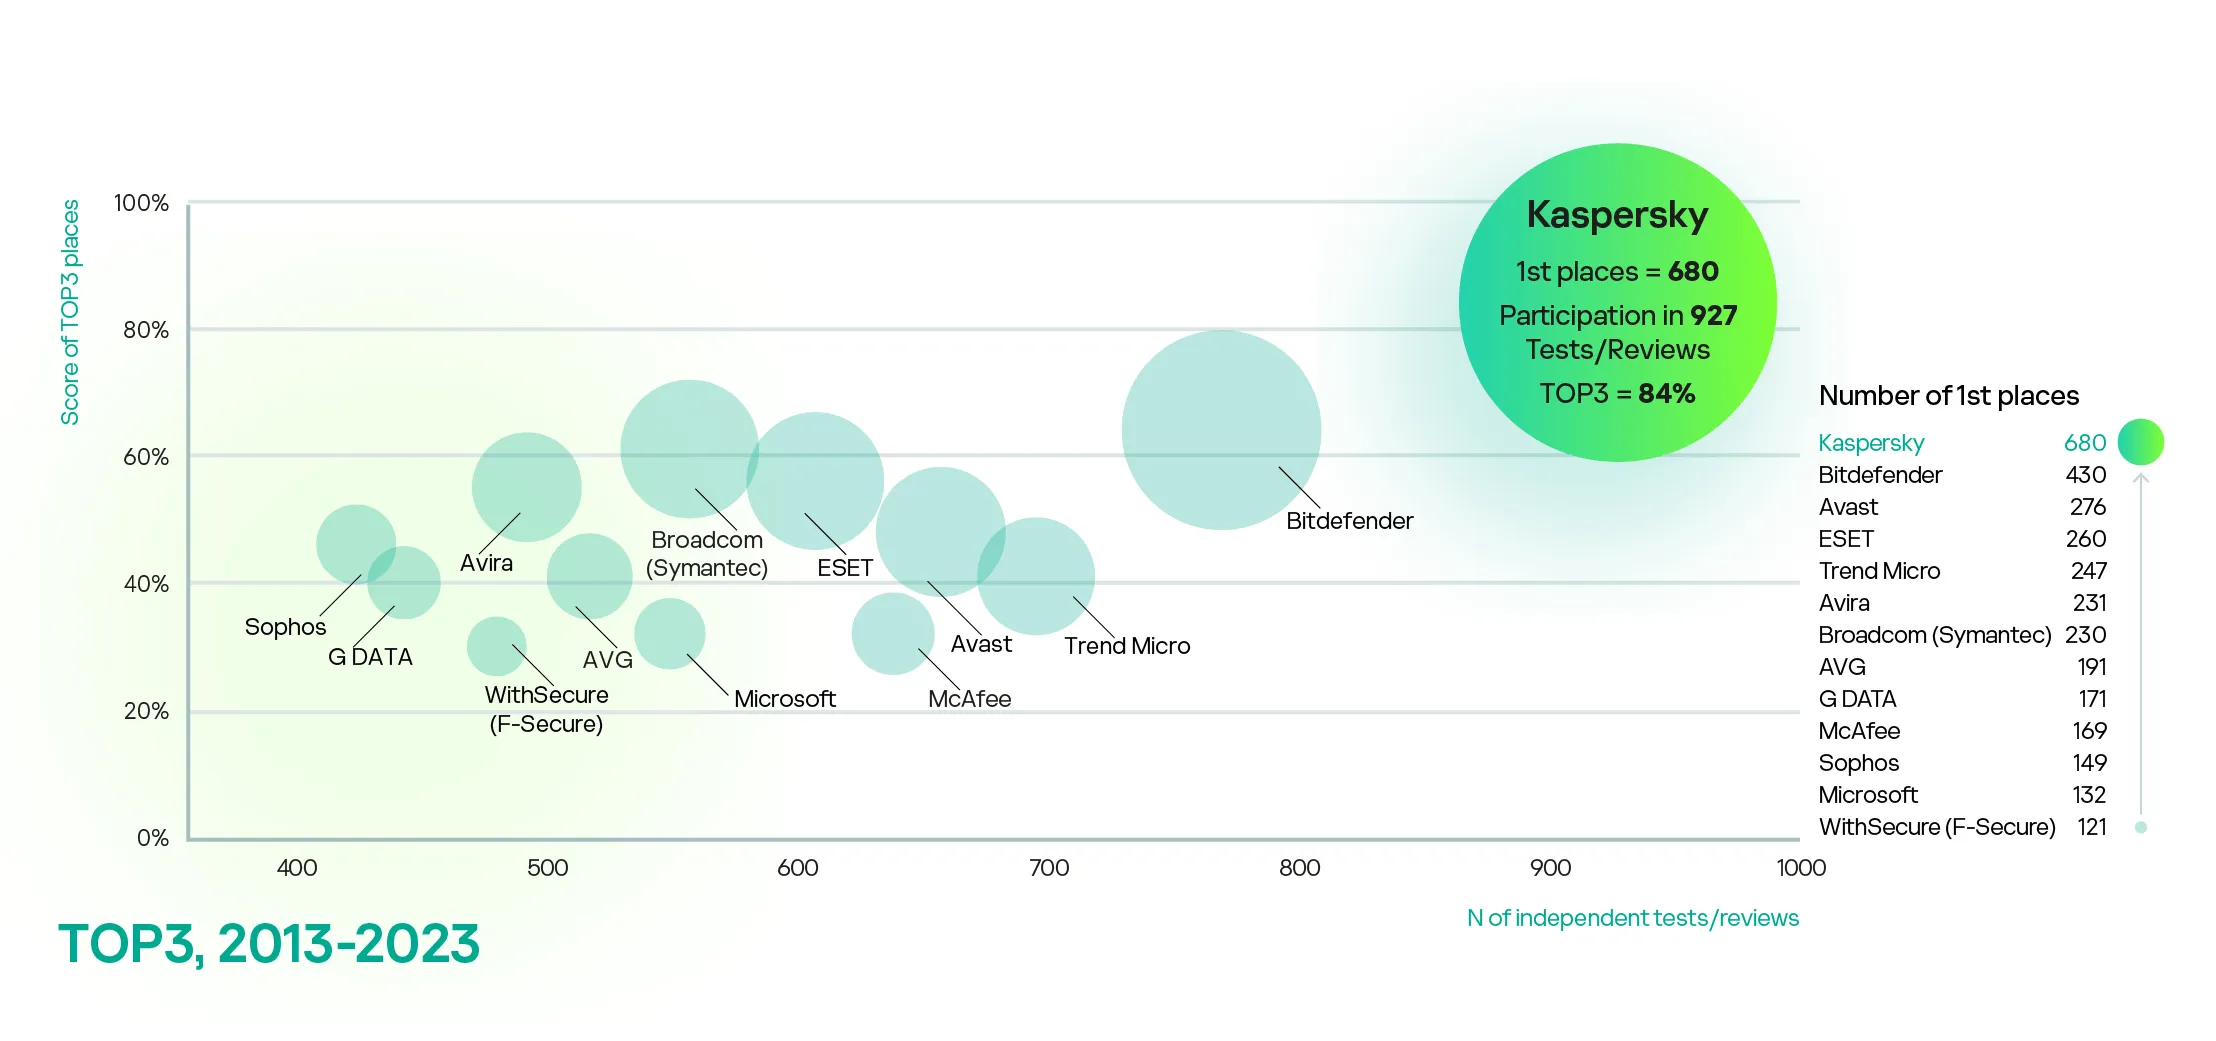 Score of TOP3 places
100%
80%
60%
40%
20%
0%
400 500 600 700 800 900 1000
N of independent tests/reviews
Kaspersky
1st places = 680
Participation in 927
Tests/Reviews
TOP3 = 84%
Sophos
G DATA
Avira
WithSecure
(F-Secure)
AVG
Broadcom
(Symantec)
Microsoft
ESET
McAfee
Avast
Trend Micro
Bitdefender
Number of 1st places
Kaspersky 680
Bitdefender 430
Avast 276
ESET 260
Trend Micro 247
Avira 231
Broadcom (Symantec) 230
AVG 191
G DATA 171
McAfee 169
Sophos 149
Microsoft 132
WithSecure (F-Secure) 121
TOP3, 2013-2023